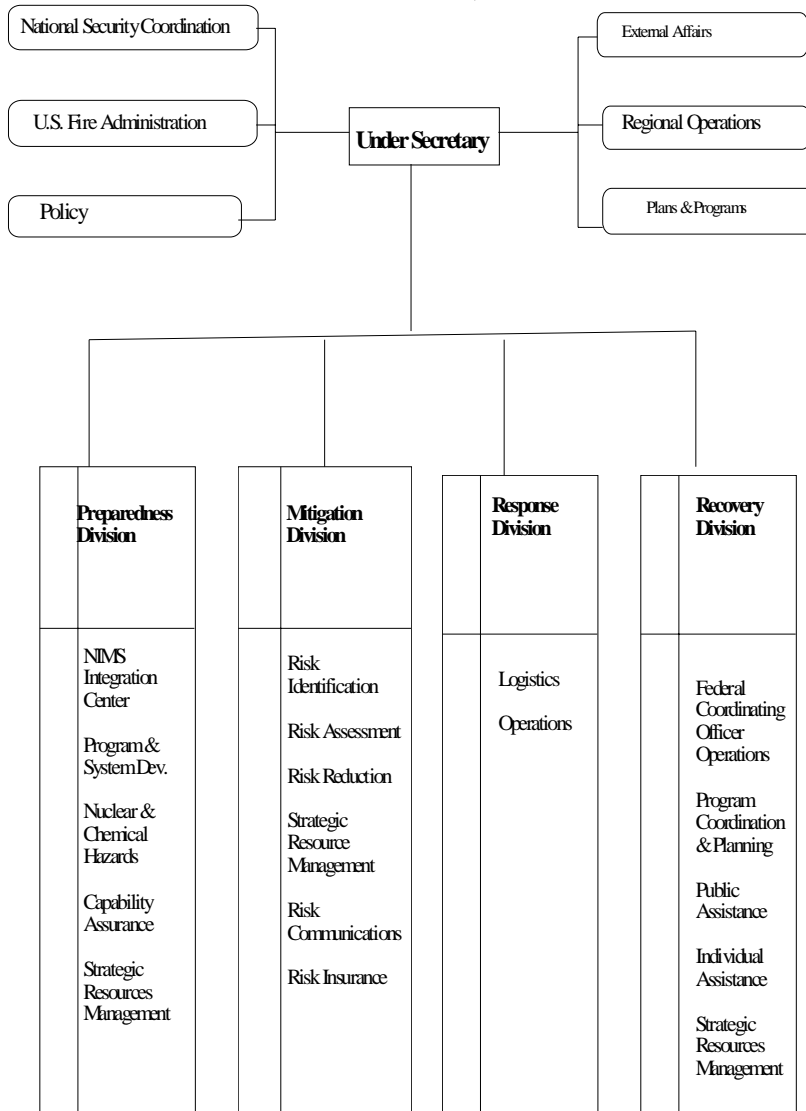 National Security Coordination
U.S. Fire Administration
Policy
Under Secretary
External Affairs
Regional Operations
Plans & Programs
Preparedness
Division
NIMS
Integration
Center
Program &
System Dev.
Nuclear &
Chemical
Hazards
Capability
Assurance
Strategic
Resources
Management
Mitigation
Division
Risk
Identification
Risk Assessment
Risk Reduction
Strategic
Resource
Management
Risk
Communications
Risk Insurance
Response
Division
Logistics
Operations
Recovery
Division
Federal
Coordinating
Officer
Operations
Program
Coordination
& Planning
Public
Assistance
Individual
Assistance
Strategic
Resources
Management